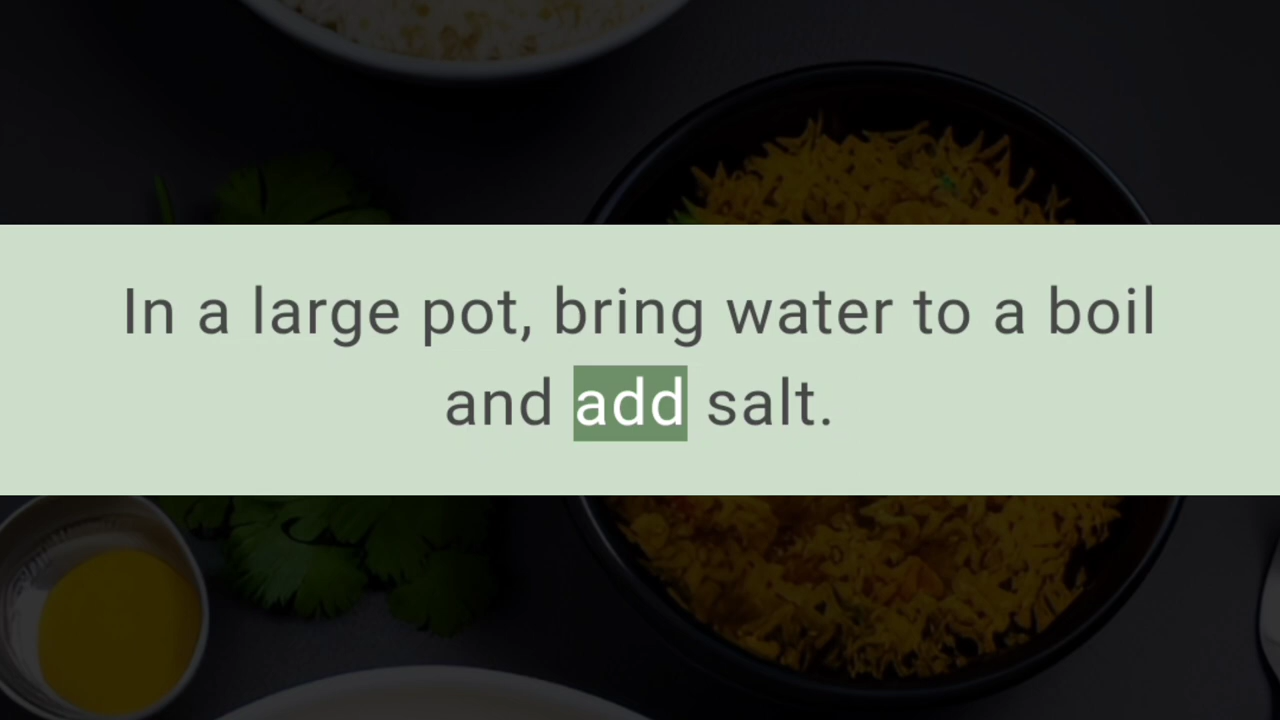 In a large pot, bring water to a boil
and add salt.